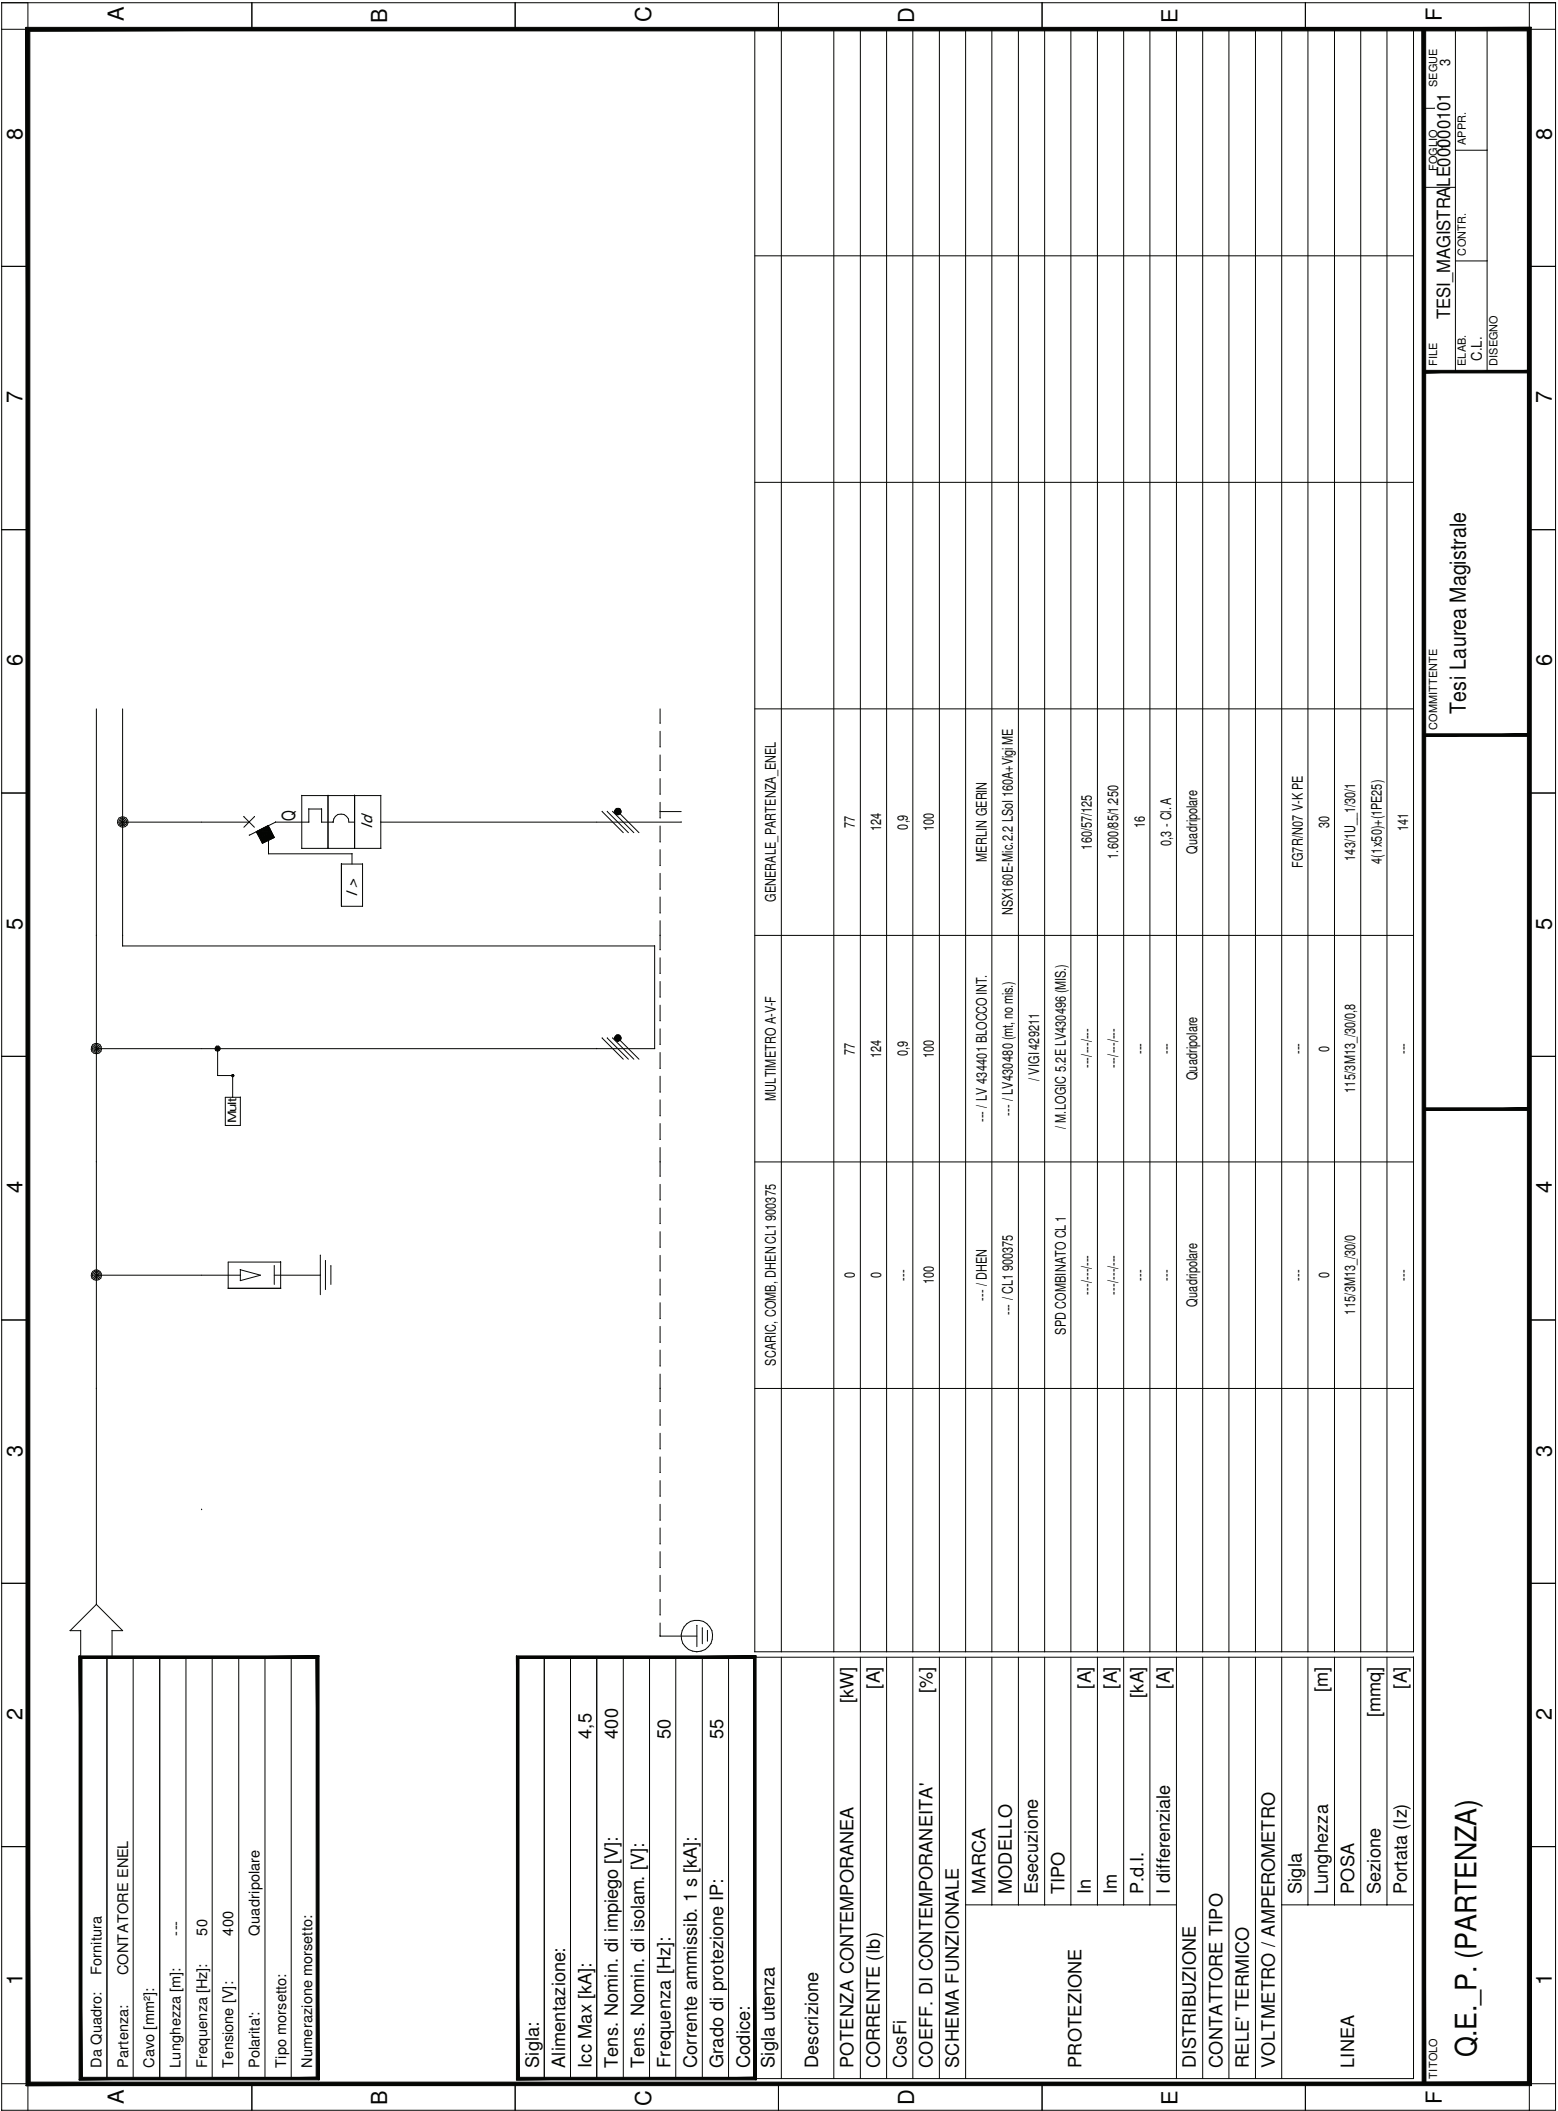 1 2 3 4 5 6 7 8
A
B
C
D
E
F
Da Quadro: Fornitura
Partenza: CONTATORE ENEL
Cavo [mm²]:
Lunghezza [m]: ---
Frequenza [Hz]: 50
Tensione [V]: 400
Polarita': Quadripolare
Tipo morsetto:
Numerazione morsetto:
Mult
Q
I >
Id
Sigla:
Alimentazione:
Icc Max [kA]: 4,5
Tens. Nomin. di impiego [V]: 400
Tens. Nomin. di isolam. [V]:
Frequenza [Hz]: 50
Corrente ammissib. 1 s [kA]:
Grado di protezione IP: 55
Codice:
Sigla utenza SCARIC, COMB, DHEN CL1 900375 MULTIMETRO A-V-F GENERALE_PARTENZA_ENEL
Descrizione
POTENZA CONTEMPORANEA [kW] 0 77 77
CORRENTE (Ib) [A] 0 124 124
CosFi --- 0,9 0,9
COEFF. DI CONTEMPORANEITA' [%] 100 100 100
SCHEMA FUNZIONALE
PROTEZIONE
MARCA --- / DHEN --- / LV 434401 BLOCCO INT. MERLIN GERIN
MODELLO --- / CL1 900375 --- / LV430480 (mt, no mis.) NSX160E-Mic.2.2 LSoI 160A+Vigi ME
Esecuzione / VIGI 429211
TIPO SPD COMBINATO CL 1 / M.LOGIC 5.2E LV430496 (MIS.)
In [A] ---/---/--- ---/---/--- 160/57/125
Im [A] ---/---/--- ---/---/--- 1.600/85/1.250
P.d.I. [kA] --- --- 16
I differenziale [A] --- --- 0,3 - Cl. A
DISTRIBUZIONE Quadripolare Quadripolare Quadripolare
CONTATTORE TIPO
RELE' TERMICO
VOLTMETRO / AMPEROMETRO
LINEA
Sigla --- --- FG7R/N07 V-K PE
Lunghezza [m] 0 0 30
POSA 115/3M13_/30/0 115/3M13_/30/0,8 143/1U__1/30/1
Sezione [mmq] 4(1x50)+(1PE25)
Portata (Iz) [A] --- --- 141
TITOLO
Q.E._P. (PARTENZA)
COMMITTENTE
Tesi Laurea Magistrale
FILE FOGLIO SEGUE
TESI_MAGISTRALE00000101 3
ELAB. CONTR. APPR.
C.L.
DISEGNO
A
B
C
D
E
F
1 2 3 4 5 6 7 8